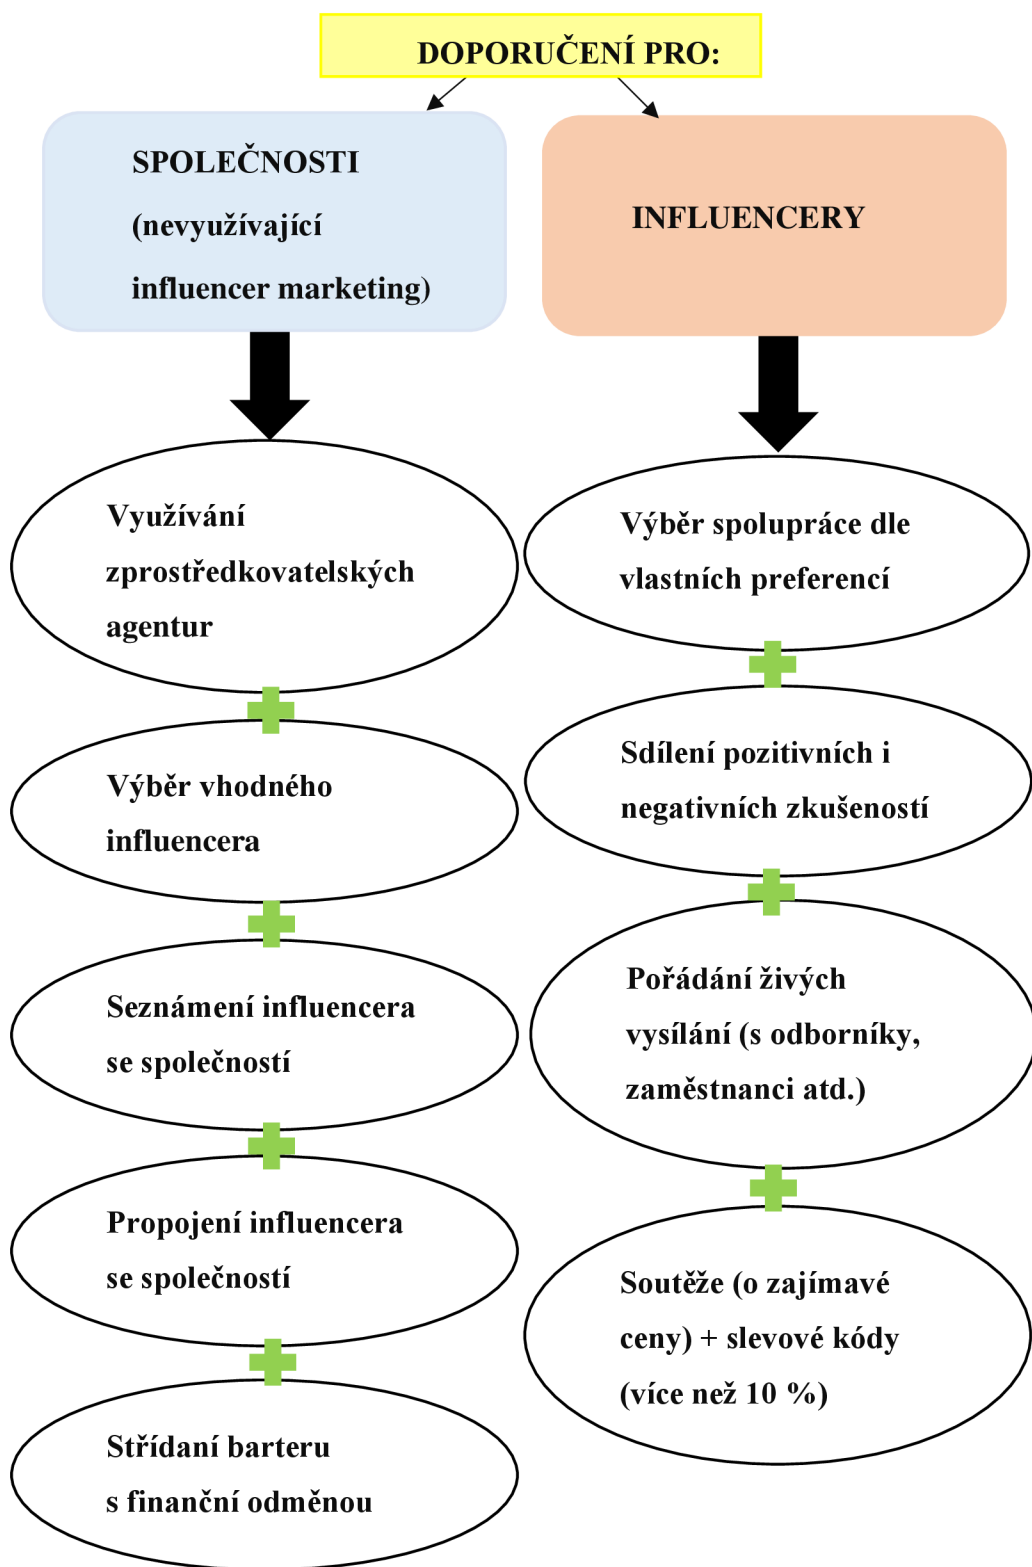 DOPORUČENÍ PRO:
SPOLEČNOSTI
(nevyužívající
influencer marketing)
Využívání
zprostředkovatelských
agentur
Výběr vhodného
influencera
Seznámení influencera
se společností
Propojení influencera
se společností
Střídaní barteru
s finanční odměnou
INFLUENCERY
Výběr spolupráce dle
vlastních preferencí
Sdílení pozitivních i
negativních zkušeností
Pořádání živých
vysílání (s odborníky,
zaměstnanci atd.)
Soutěže (o zajímavé
ceny) + slevové kódy
(více než 10 %)